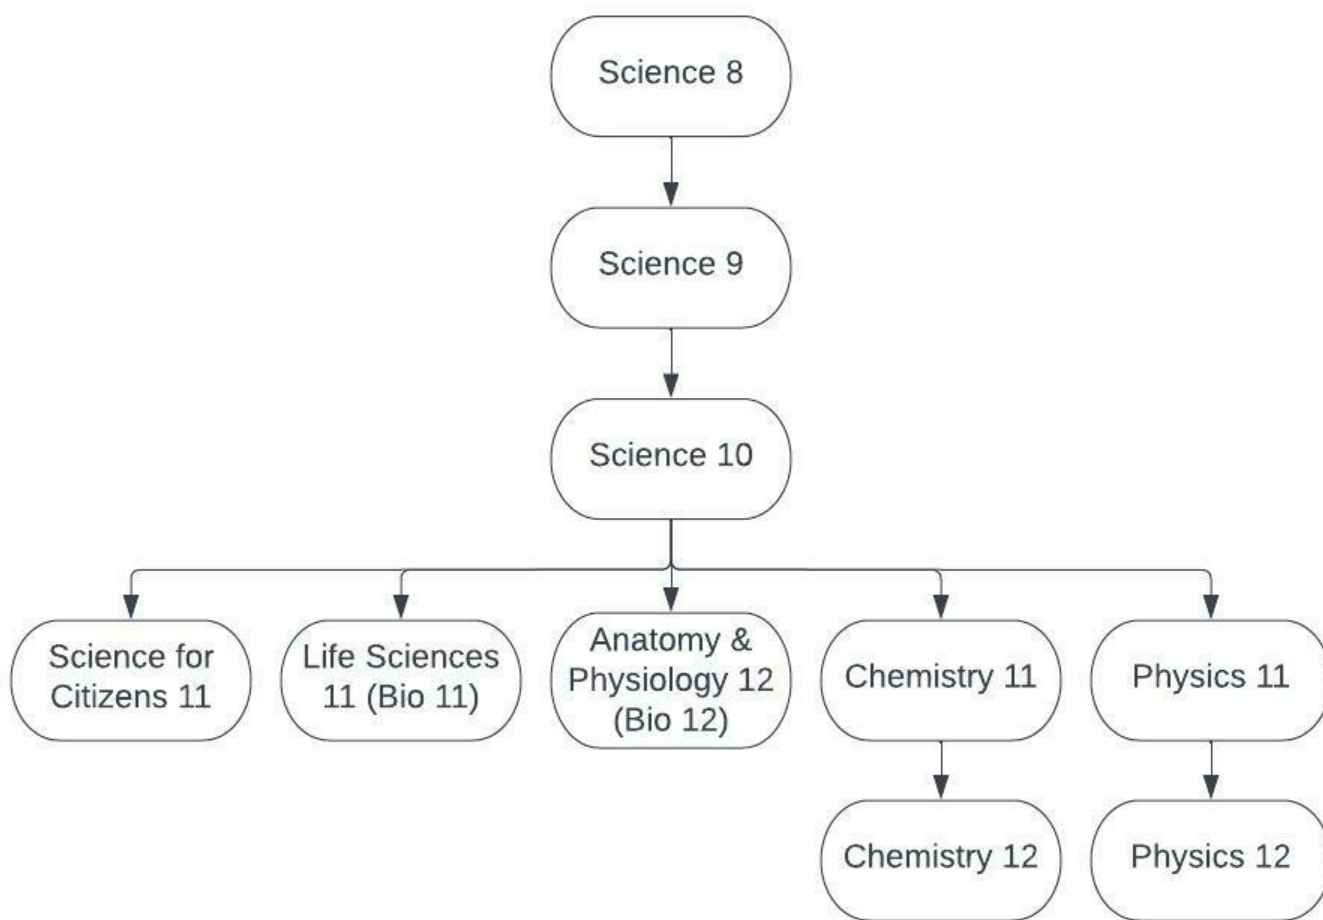 Science 8
Science 9
Science 10
Science for
Citizens 11
Life Sciences
11 (Bio 11)
Anatomy &
Physiology 12
(Bio 12)
Chemistry 11
Physics 11
Chemistry 12
Physics 12